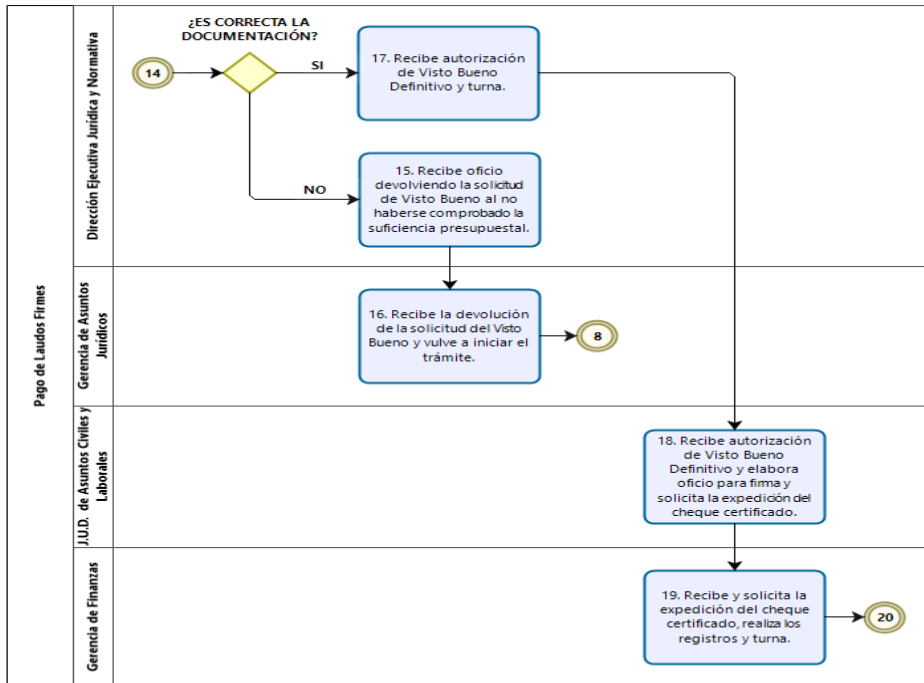 Pago de Laudos Firmes
Dirección Ejecutiva Jurídica y Normativa
¿ES CORRECTA LA
DOCUMENTACIÓN?
14
SI
17. Recibe autorización
de Visto Bueno
Definitivo y turna.
NO
15. Recibe oficio
devolviendo la solicitud
de Visto Bueno al no
haberse comprobado la
suficiencia presupuestal.
Gerencia de Asuntos
Jurídicos
16. Recibe la devolución
de la solicitud del Visto
Bueno y vulve a iniciar el
trámite.
8
J.U.D. de Asuntos Civiles y
Laborales
18. Recibe autorización
de Visto Bueno
Definitivo y elabora
oficio para firma y
solicita la expedición del
cheque certificado.
Gerencia de Finanzas
19. Recibe y solicita la
expedición del cheque
certificado, realiza los
registros y turna.
20